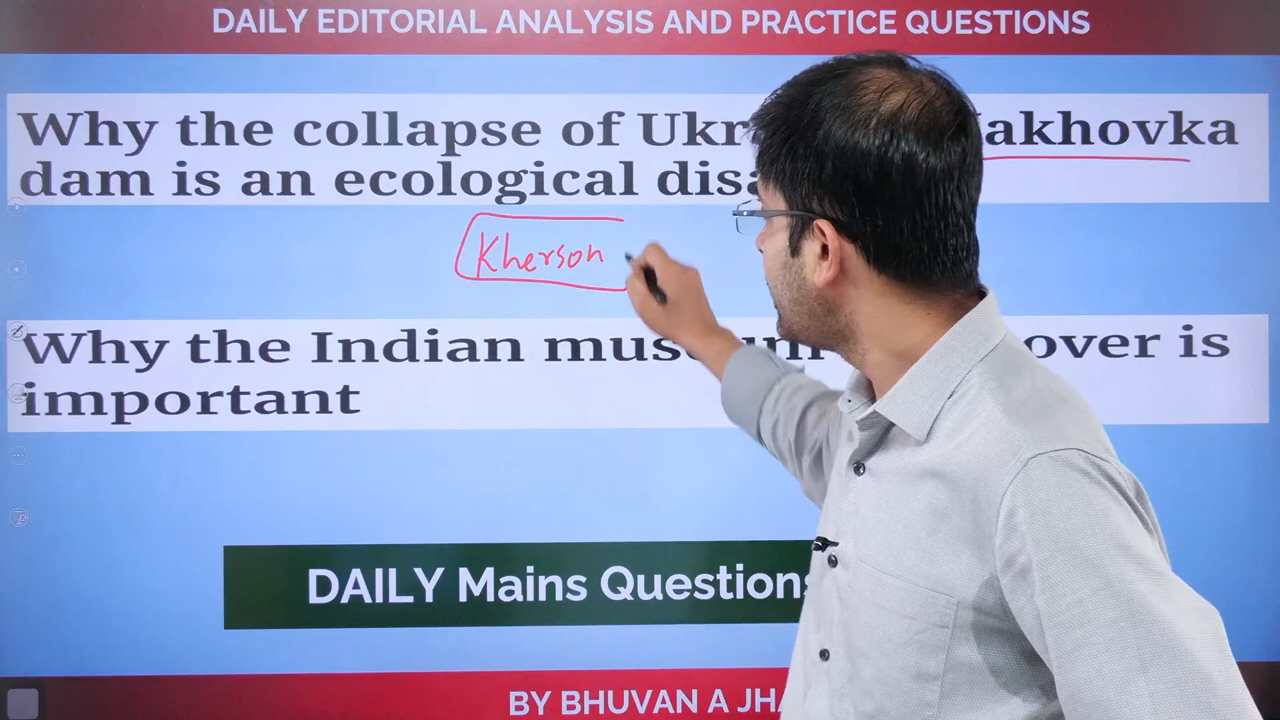 DAILY EDITORIAL ANALYSIS AND PRACTICE QUESTIONS
Why the collapse of Ukr akhovka
dam is an ecological disa
Kherson
Why the Indian mus over is
important
DAILY Mains Questions
BY BHUVAN A JHA